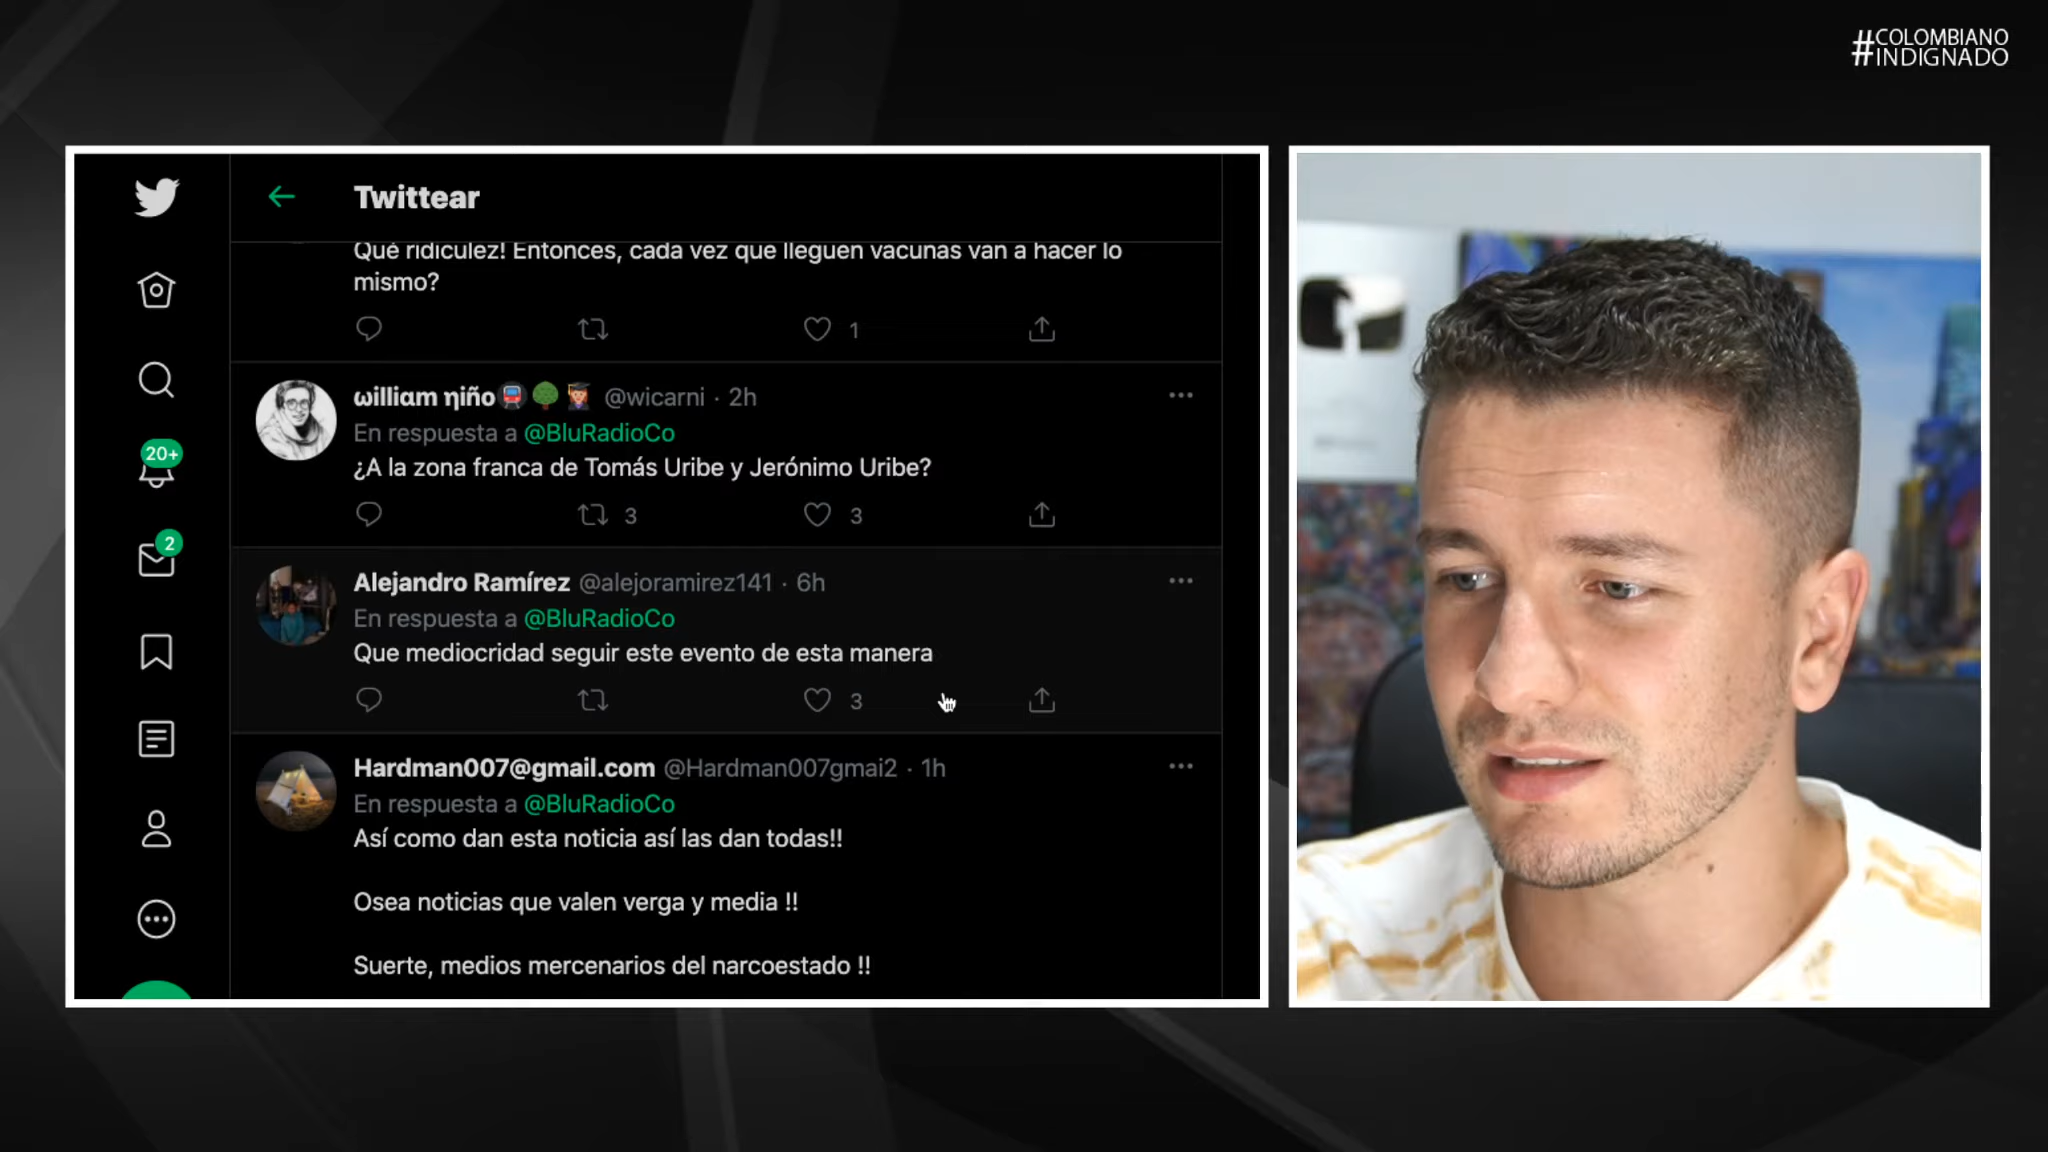 #COLOMBIANO
INDIGNADO
Twittear
Qué ridiculez! Entonces, cada vez que lleguen vacunas van a hacer lo
mismo?
1
ωilliαm ηiño @wicarni · 2h
En respuesta a @BluRadioCo
¿A la zona franca de Tomás Uribe y Jerónimo Uribe?
3 3
20+
2
Alejandro Ramírez @alejoramirez141 · 6h
En respuesta a @BluRadioCo
Que mediocridad seguir este evento de esta manera
3
Hardman007@gmail.com @Hardman007gmai2 · 1h
En respuesta a @BluRadioCo
Así como dan esta noticia así las dan todas!!
Osea noticias que valen verga y media !!
Suerte, medios mercenarios del narcoestado !!